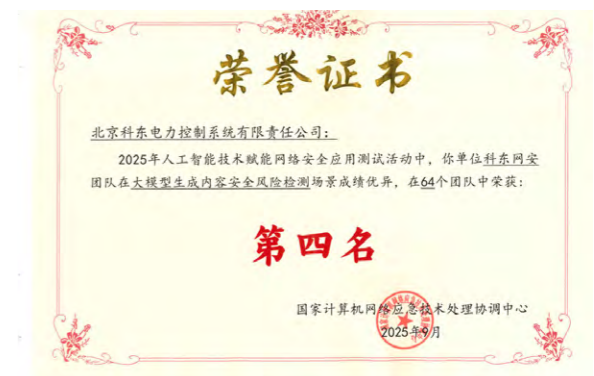 荣誉证书
北京科东电力控制系统有限责任公司：
2025年人工智能技术赋能网络安全应用测试活动中，你单位科东网安
团队在大模型生成内容安全风险检测场景成绩优异，在64个团队中荣获：
第四名
国家计算机网络应急技术处理协调中心
2025年9月